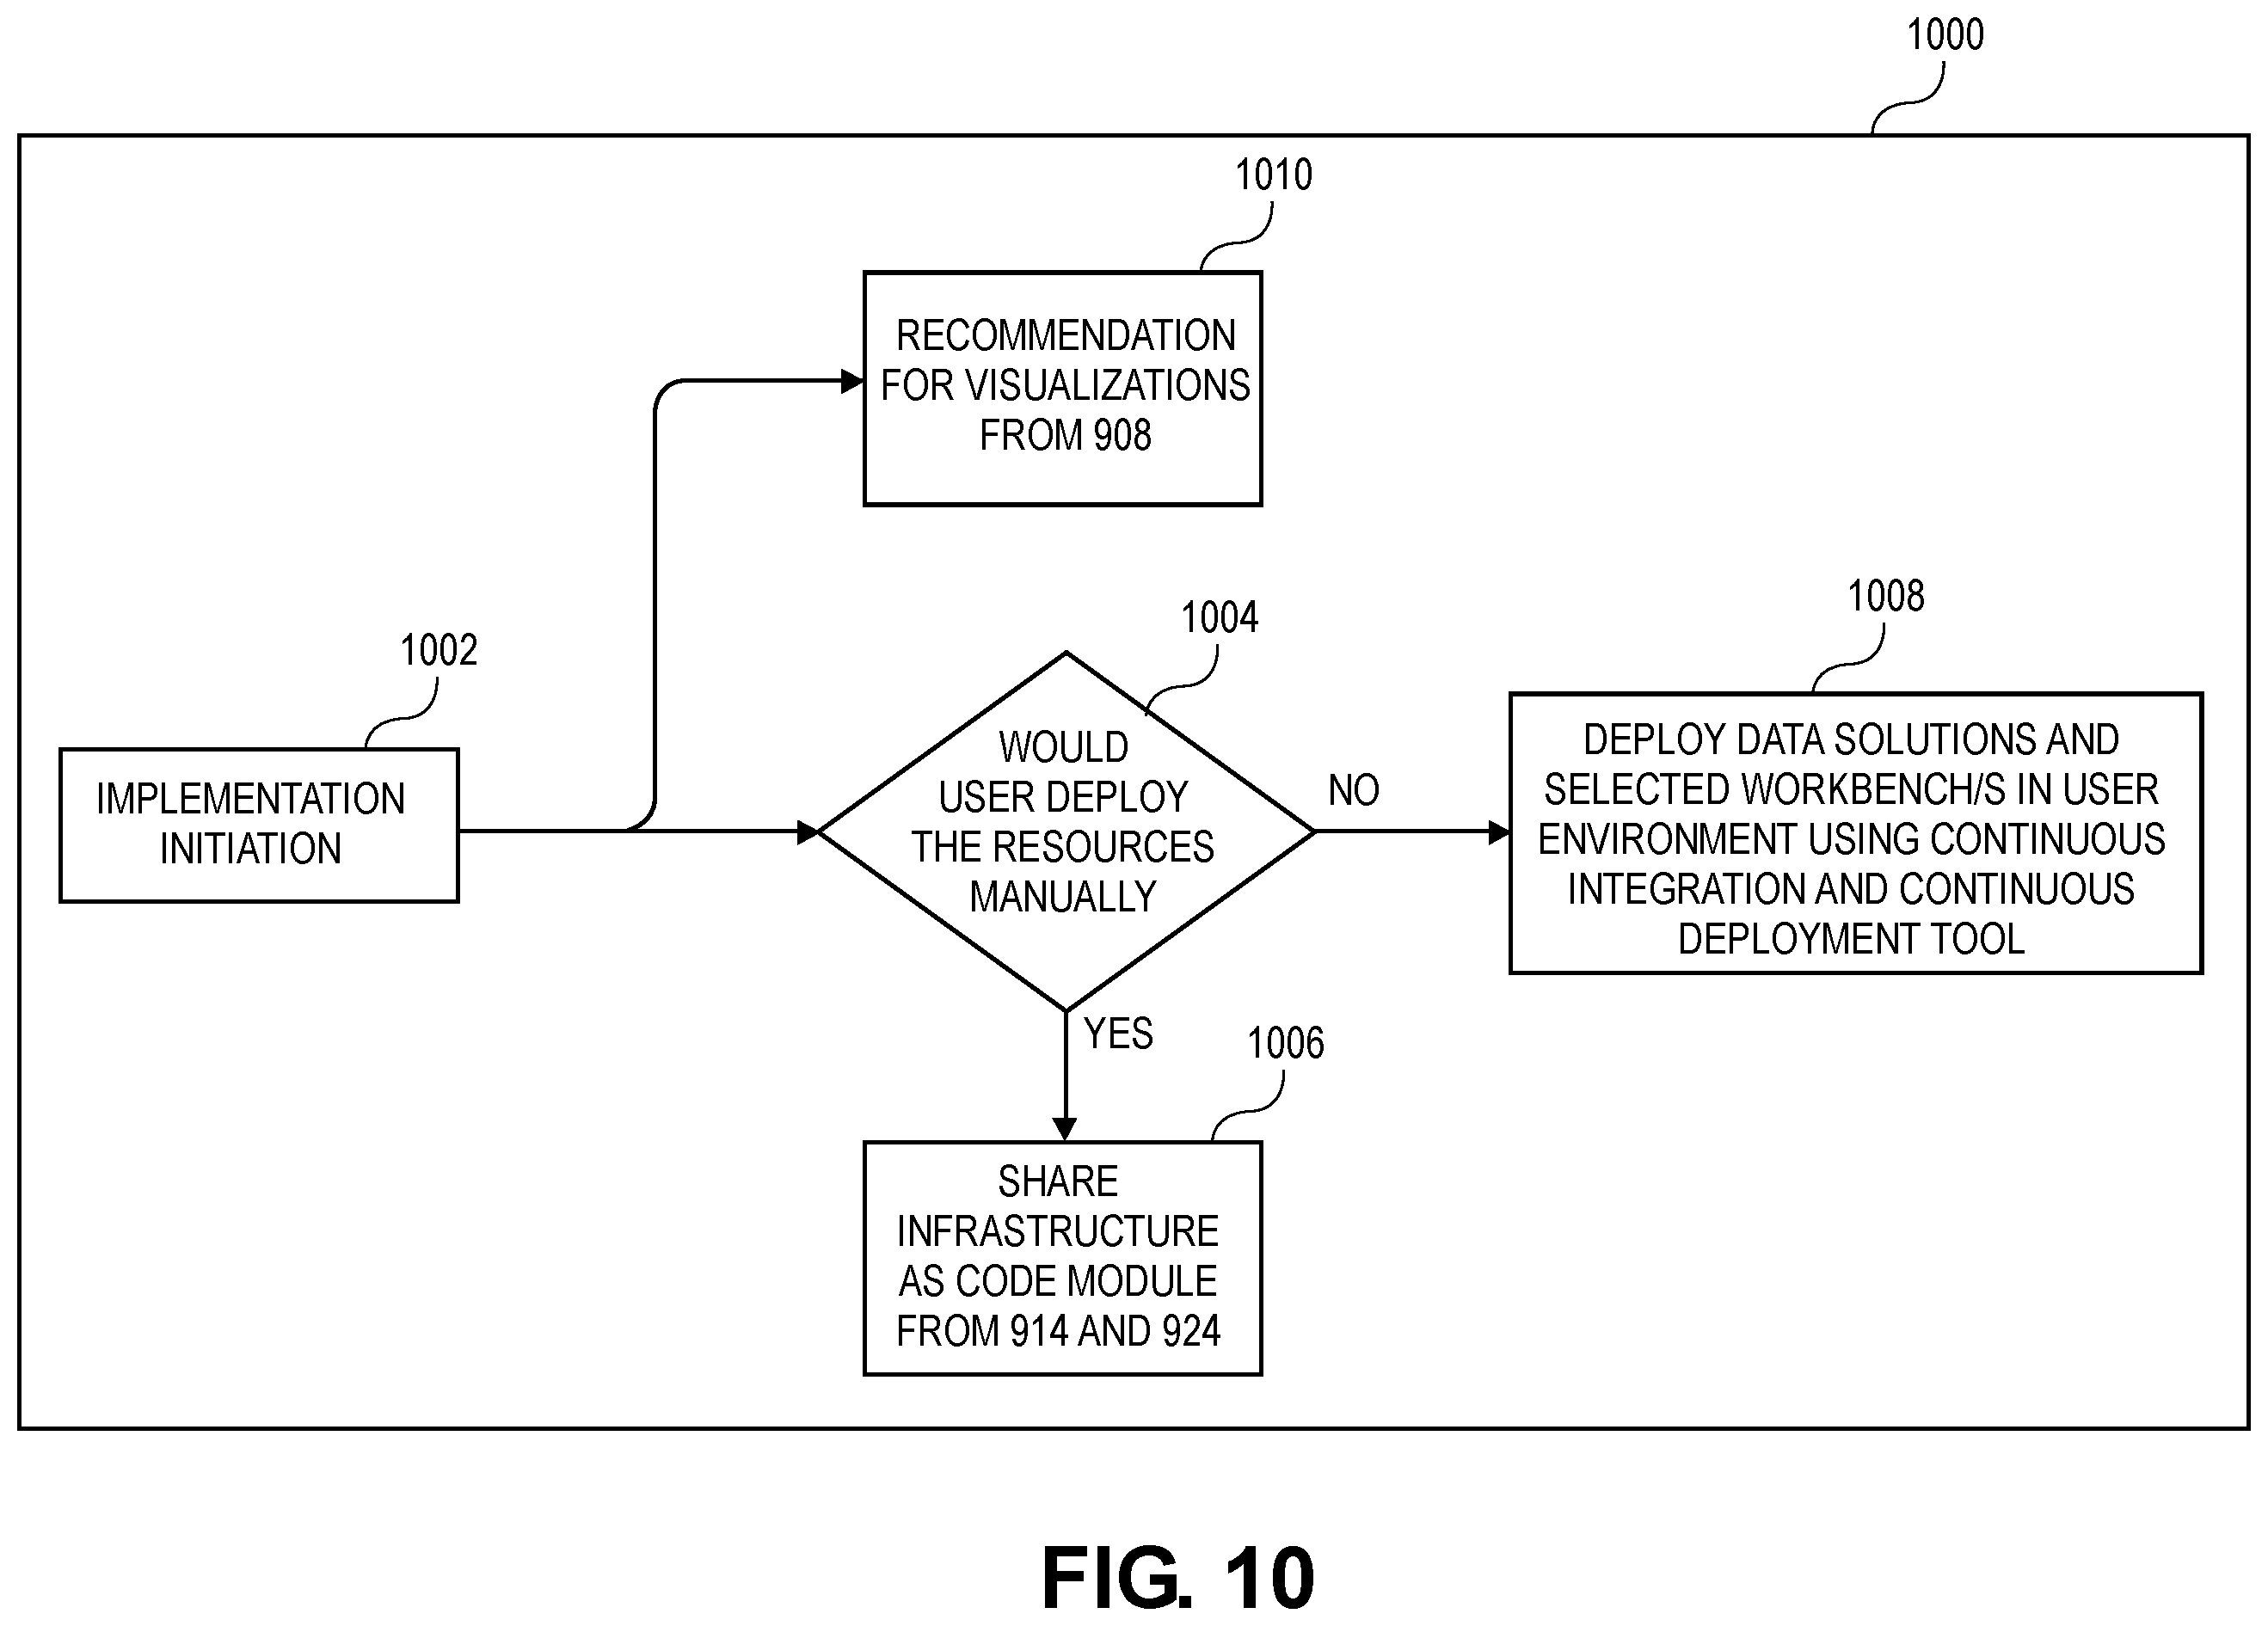 1000
1010
RECOMMENDATION
FOR VISUALIZATIONS
FROM 908
1002
IMPLEMENTATION
INITIATION
1004
WOULD
USER DEPLOY
THE RESOURCES
MANUALLY
NO
YES
1008
DEPLOY DATA SOLUTIONS AND
SELECTED WORKBENCH/S IN USER
ENVIRONMENT USING CONTINUOUS
INTEGRATION AND CONTINUOUS
DEPLOYMENT TOOL
1006
SHARE
INFRASTRUCTURE
AS CODE MODULE
FROM 914 AND 924
FIG. 10